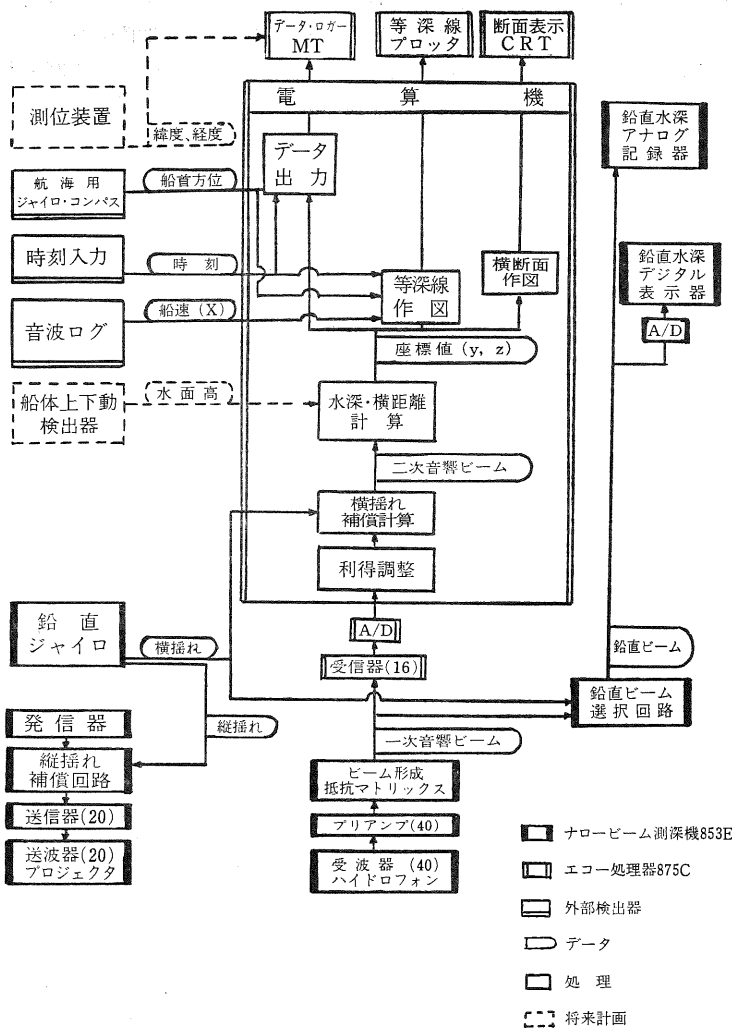 データ・ロガー
MT
等深線
プロッタ
断面表示
CRT
電算機
測位装置
緯度、経度
データ
出力
鉛直水深
アナログ
記録器
航海用
ジャイロ・コンパス
船首方位
時刻入力
時刻
等深線
作図
横断面
作図
鉛直水深
デジタル
表示器
音波ログ
船速(X)
A/D
座標値(y, z)
船体上下動
検出器
水面高
水深・横距離
計算
二次音響ビーム
横揺れ
補償計算
利得調整
鉛直
ジャイロ
横揺れ
A/D
受信器(16)
鉛直ビーム
鉛直ビーム
選択回路
発信器
縦揺れ
縦揺れ
補償回路
一次音響ビーム
ビーム形成
抵抗マトリックス
送信器(20)
プリアンプ(40)
送波器(20)
プロジェクタ
受波器(40)
ハイドロフォン
ナロービーム測深機853E
エコー処理器875C
外部検出器
データ
処理
将来計画